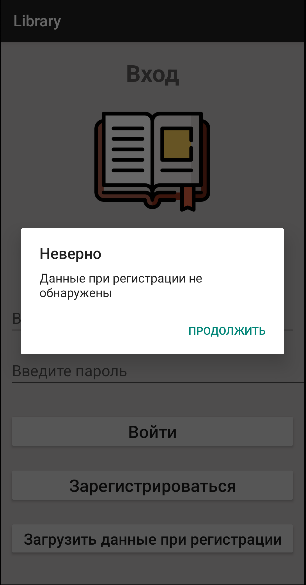 Library
Вход
Неверно
Данные при регистрации не
обнаружены
ПРОДОЛЖИТЬ
Введите пароль
Войти
Зарегистрироваться
Загрузить данные при регистрации